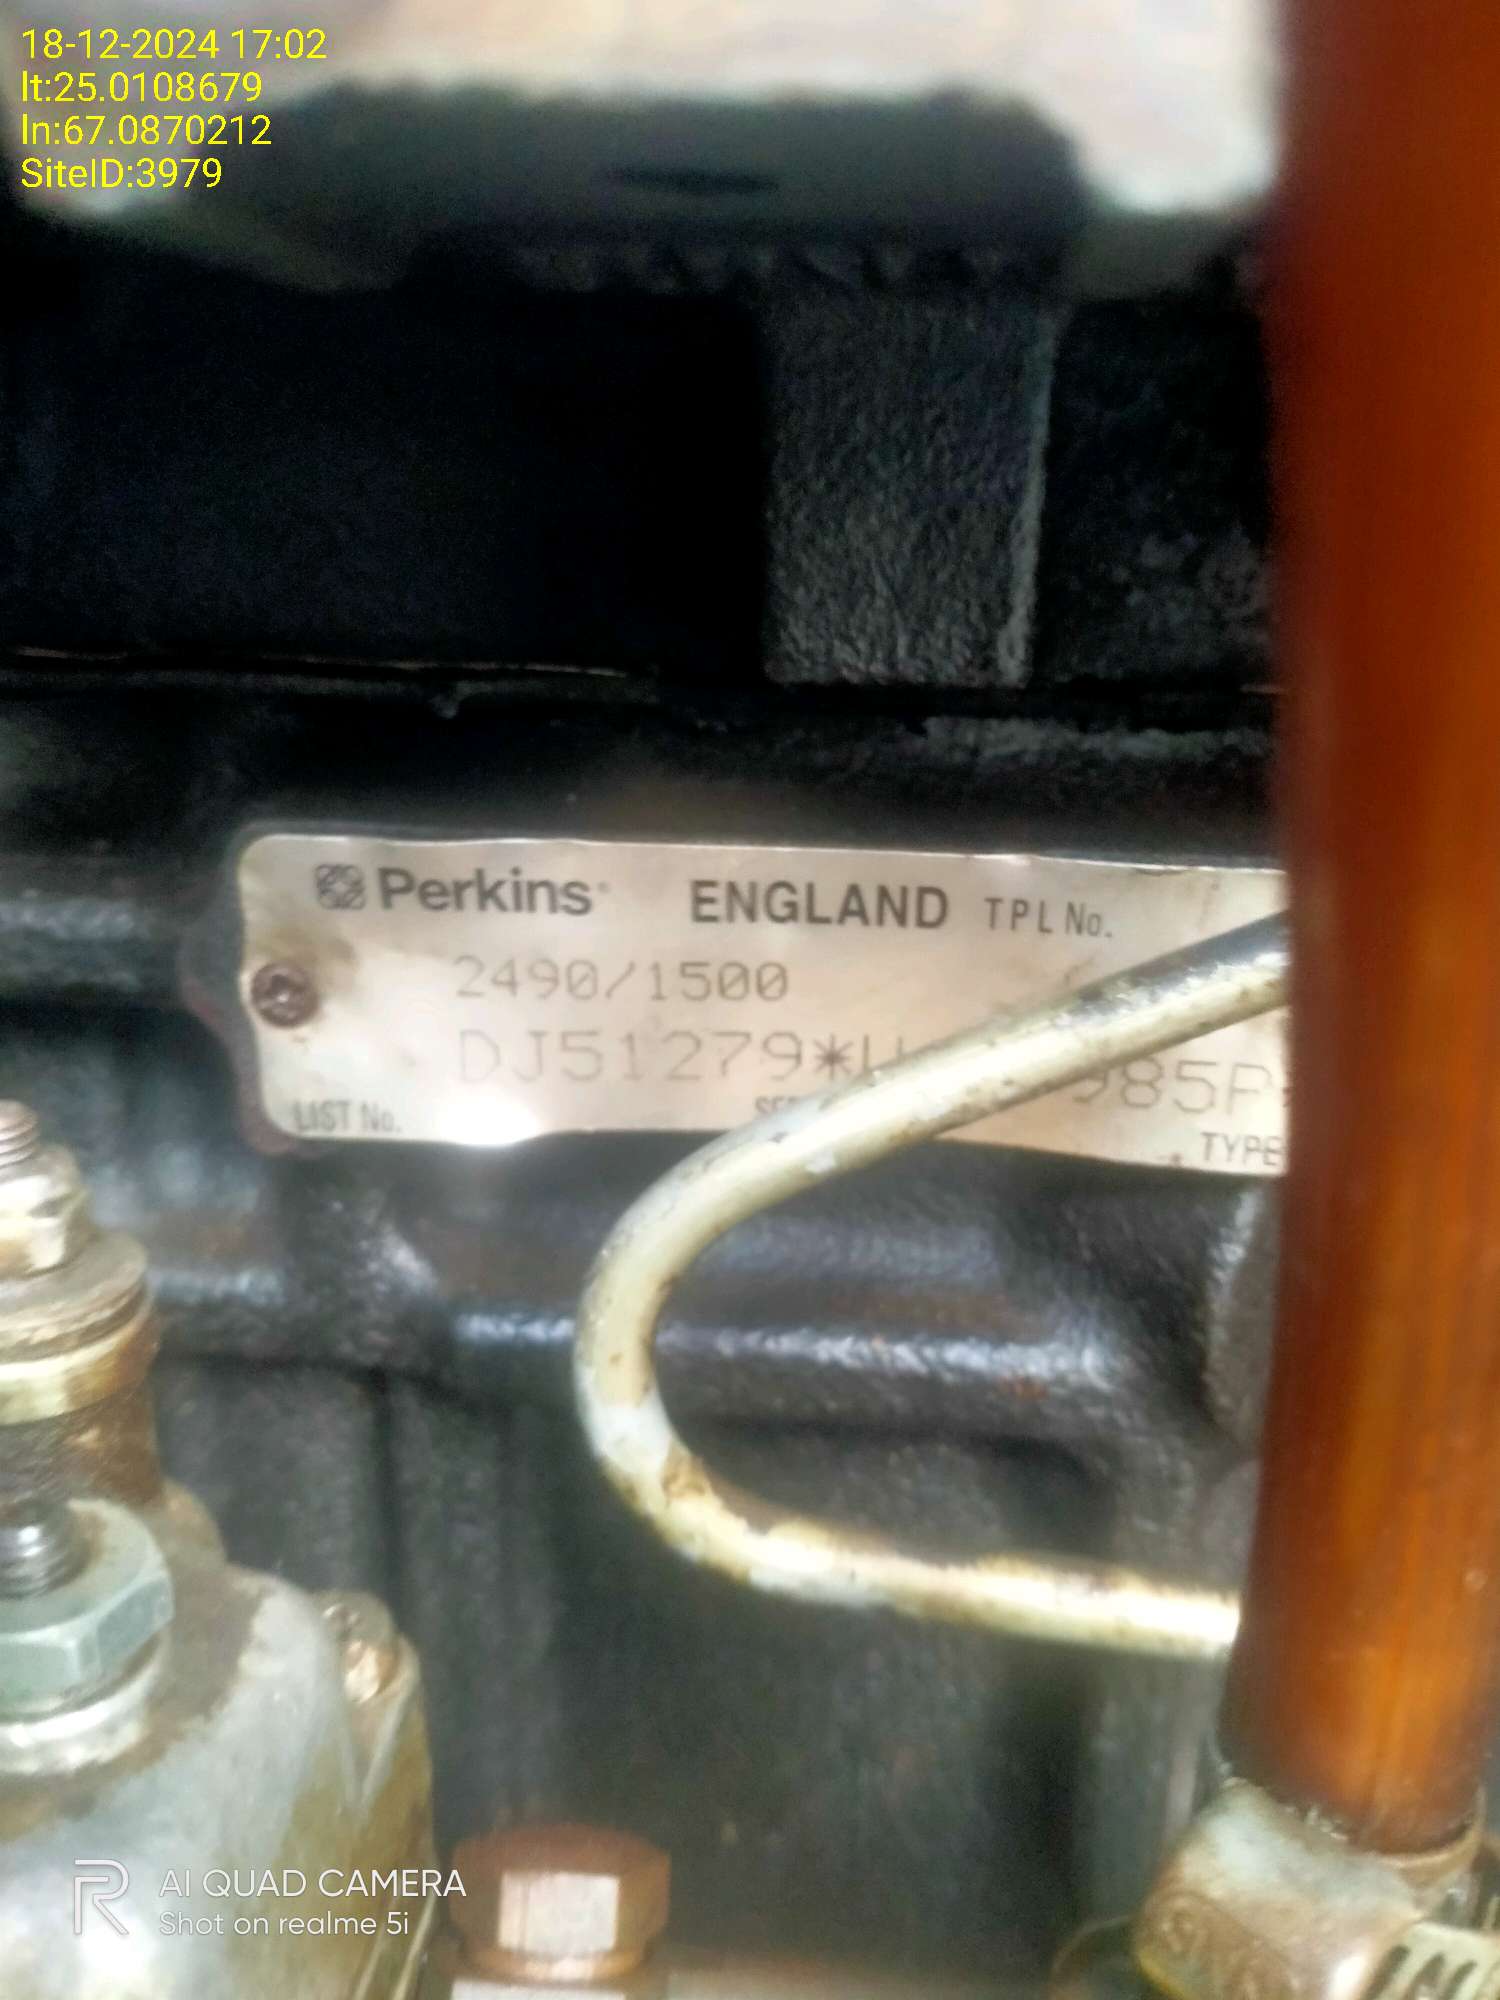 18-12-2024 17:02
lt:25.0108679
ln:67.0870212
SiteID:3979
Perkins ENGLAND TPL No.
2490/1500
DJ51279*U 985P
LIST No. TYPE
AI QUAD CAMERA
Shot on realme 5i